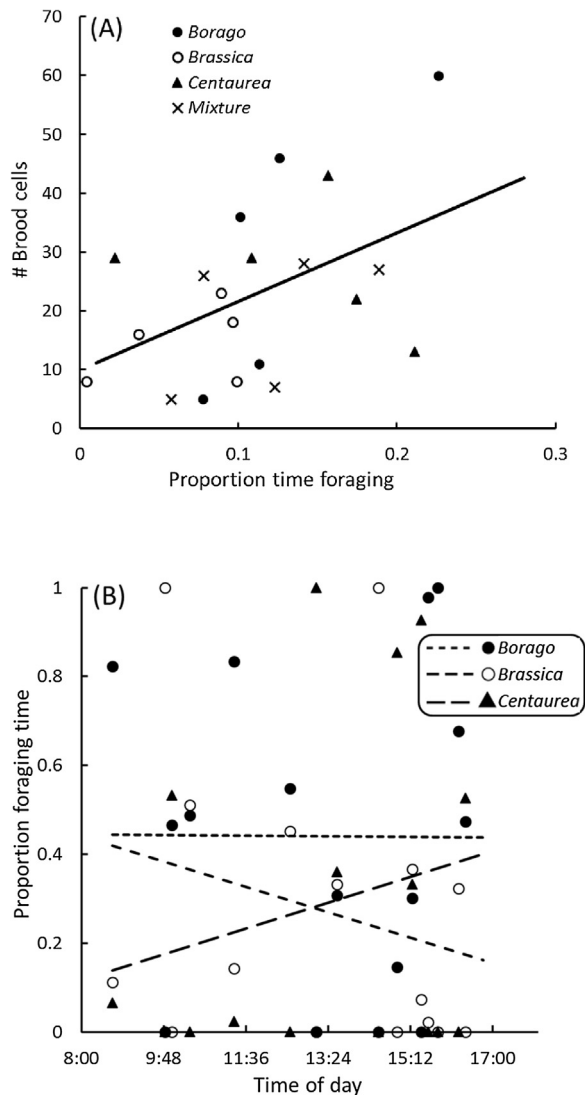 (A)
Borago
Brassica
Centaurea
Mixture
70
60
50
40
30
20
10
0
# Brood cells
0 0.1 0.2 0.3
Proportion time foraging
(B)
Borago
Brassica
Centaurea
1
0.8
0.6
0.4
0.2
0
Proportion foraging time
8:00 9:48 11:36 13:24 15:12 17:00
Time of day